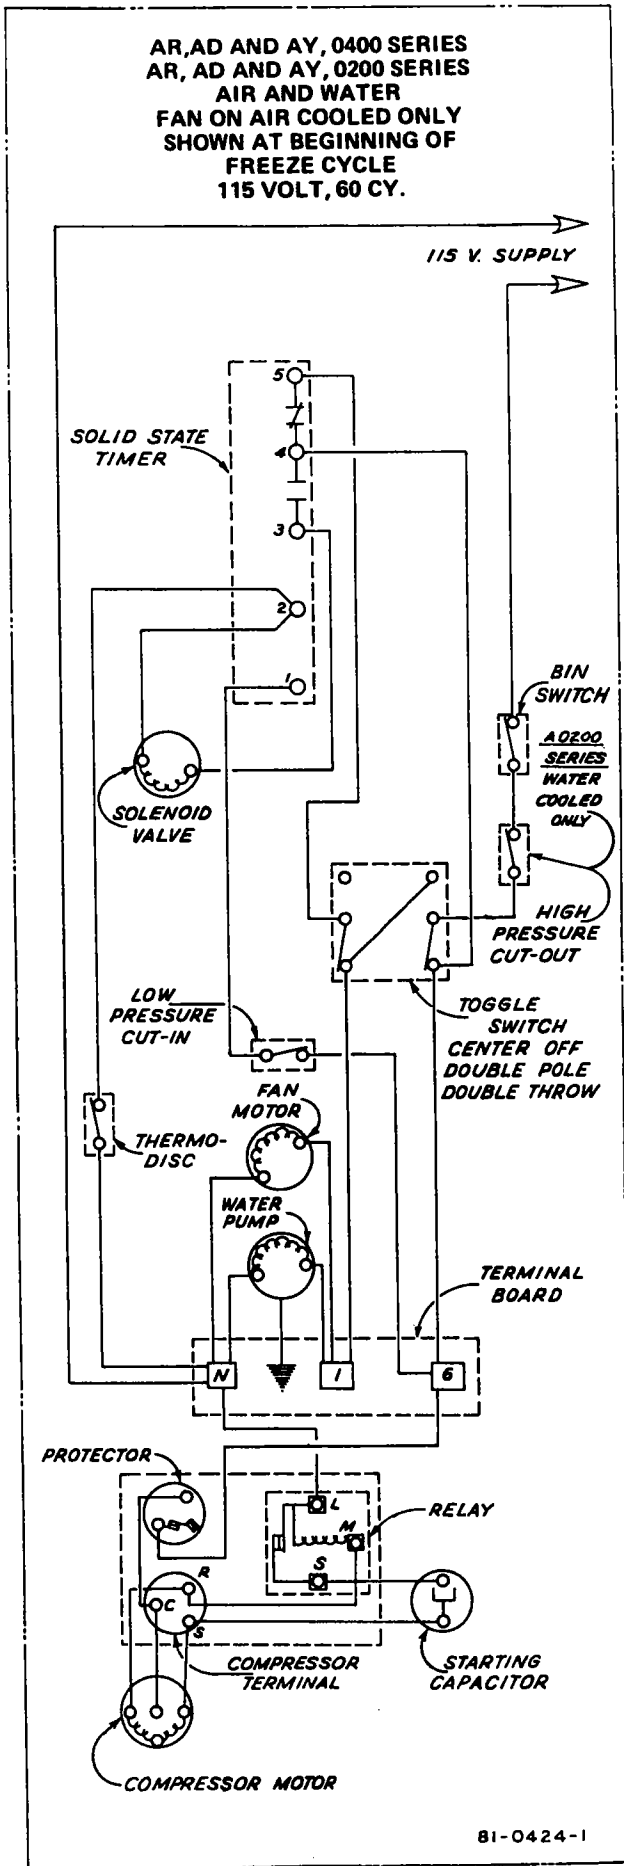 AR,AD AND AY, 0400 SERIES
AR, AD AND AY, 0200 SERIES
AIR AND WATER
FAN ON AIR COOLED ONLY
SHOWN AT BEGINNING OF
FREEZE CYCLE
115 VOLT, 60 CY.
115 V. SUPPLY
5
SOLID STATE
TIMER
4
3
2
1
BIN
SWITCH
A0200
SERIES
WATER
COOLED
ONLY
SOLENOID
VALVE
HIGH
PRESSURE
CUT-OUT
LOW
PRESSURE
CUT-IN
TOGGLE
SWITCH
CENTER OFF
DOUBLE POLE
DOUBLE THROW
FAN
MOTOR
THERMO-
DISC
WATER
PUMP
TERMINAL
BOARD
N
1
6
PROTECTOR
L
RELAY
M
S
R
C
S
COMPRESSOR
TERMINAL
STARTING
CAPACITOR
COMPRESSOR MOTOR
81-0424-1